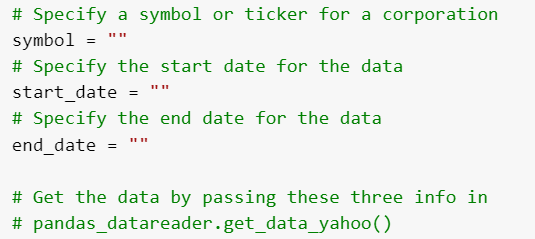 # Specify a symbol or ticker for a corporation
symbol = ""
# Specify the start date for the data
start_date = ""
# Specify the end date for the data
end_date = ""
# Get the data by passing these three info in
# pandas_datareader.get_data_yahoo()